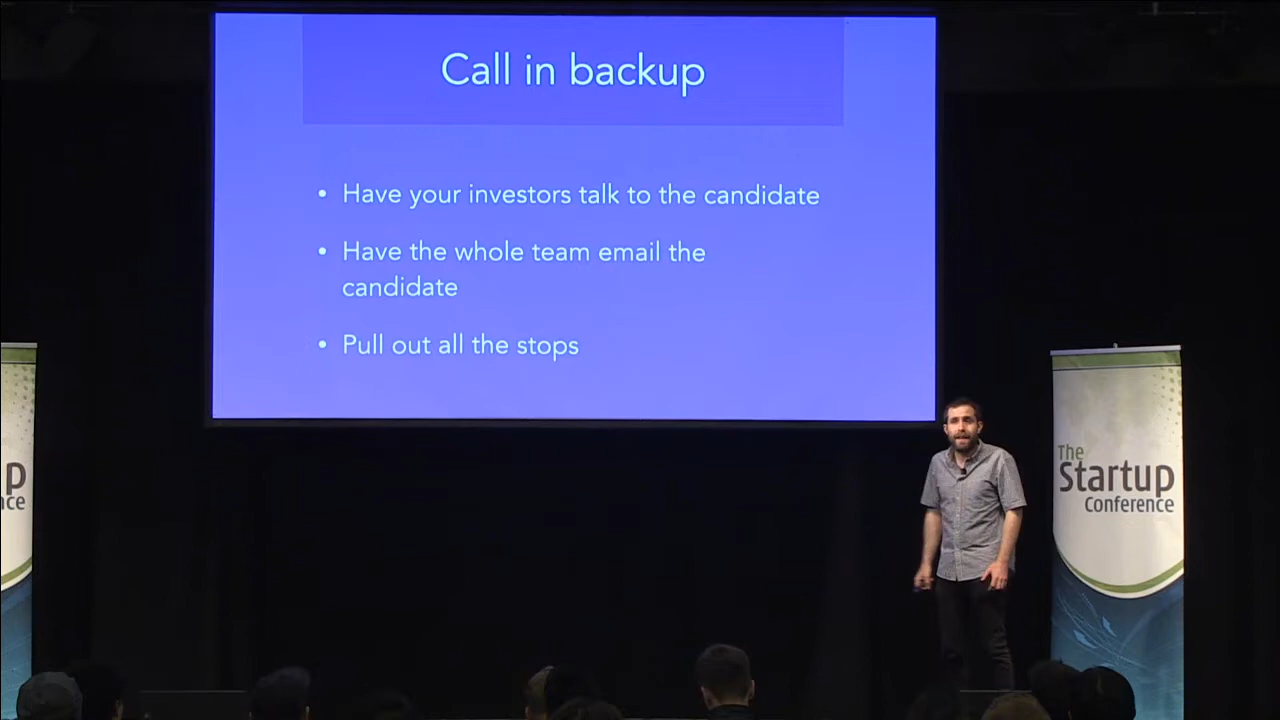 Call in backup
• Have your investors talk to the candidate
• Have the whole team email the
candidate
• Pull out all the stops
The
Startup
Conference
p
nce